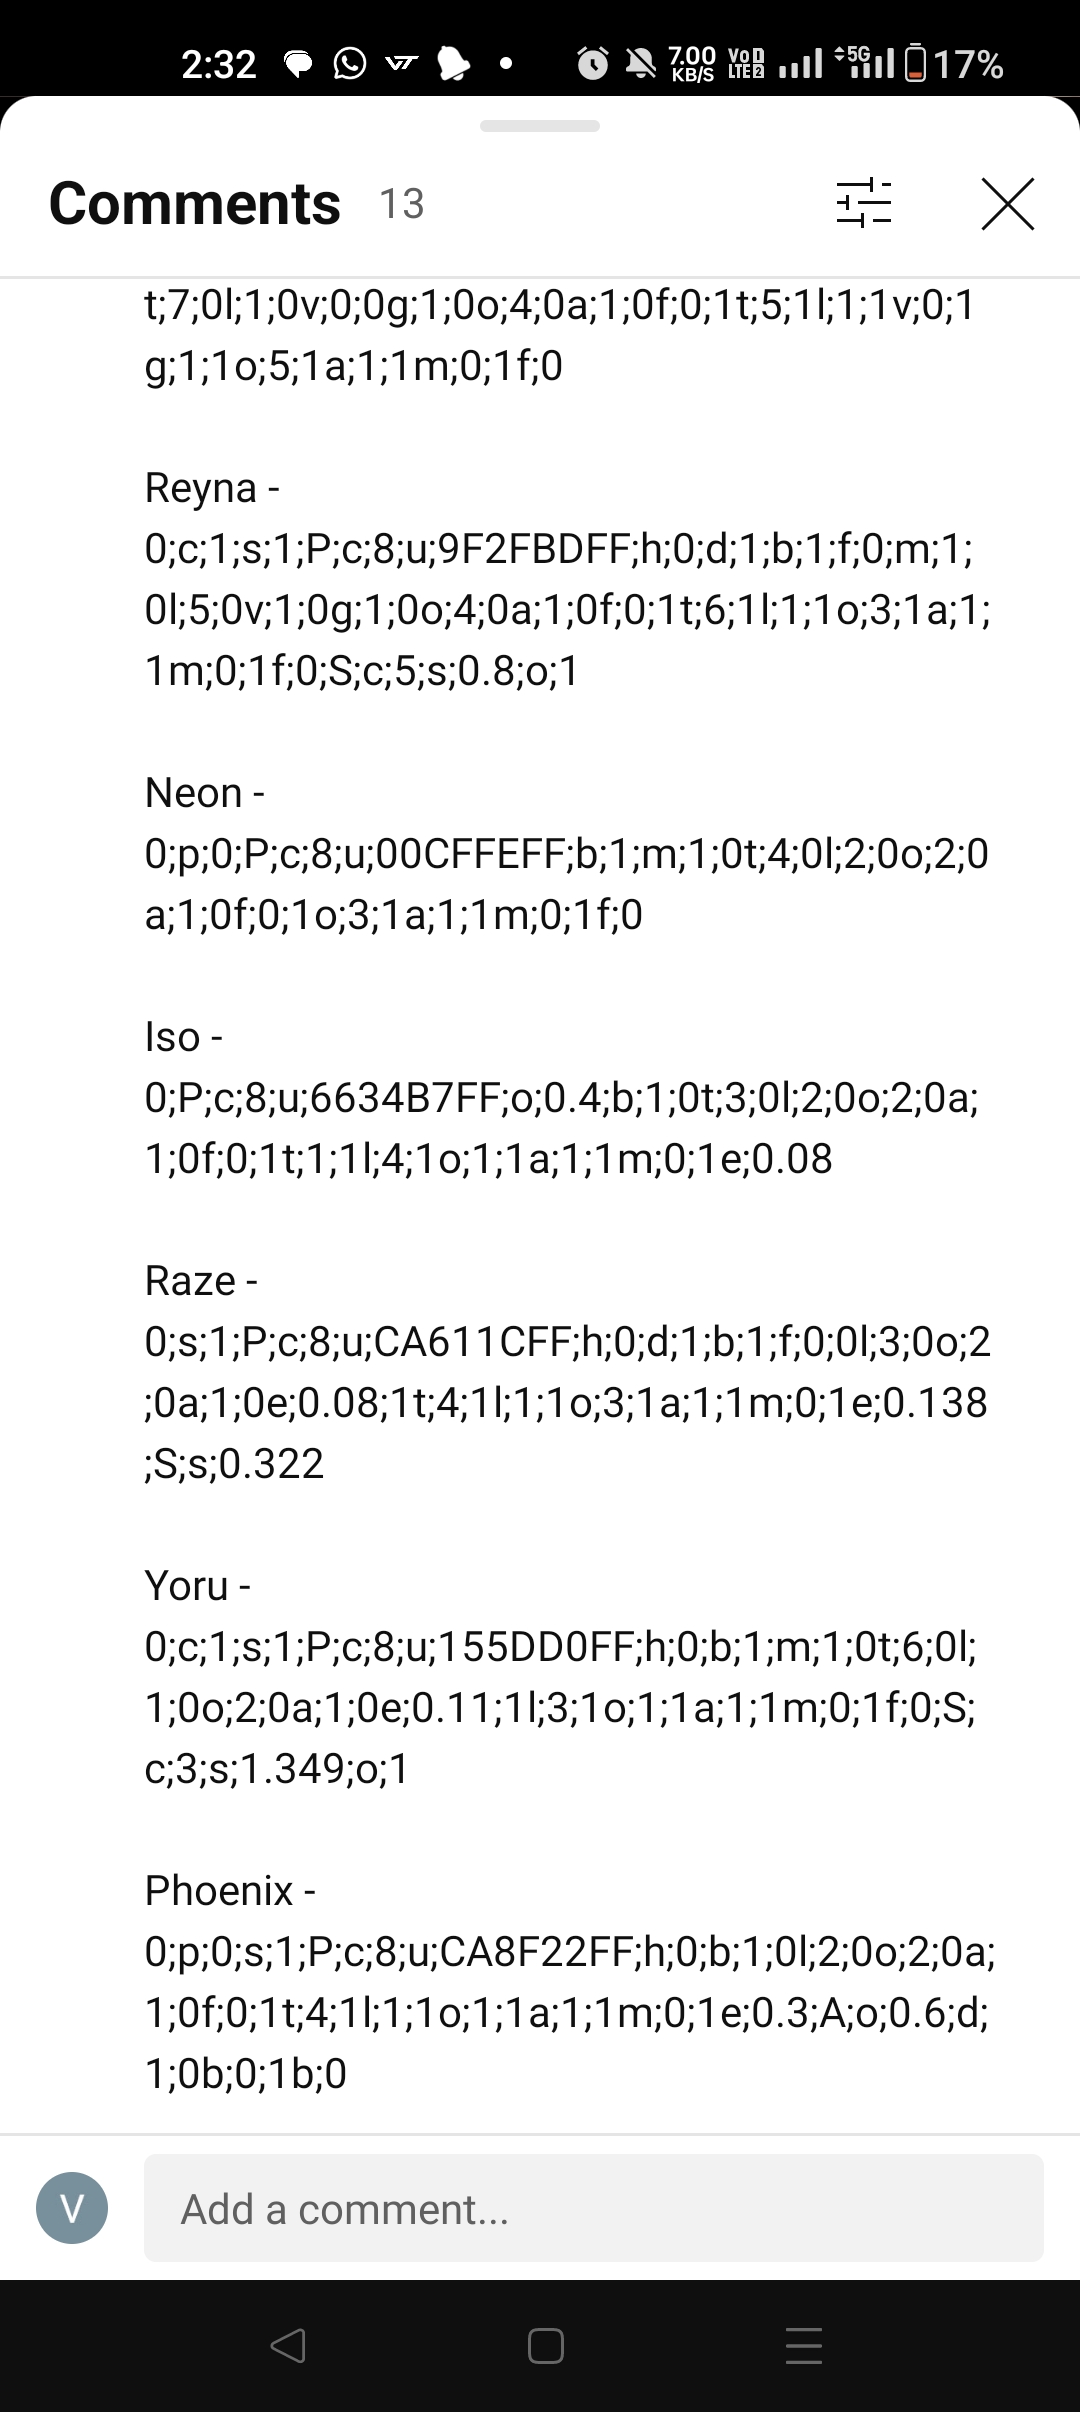 2:32
7.00
KB/S
Vo 1
LTE 2
5G
17%
Comments 13
t;7;0l;1;0v;0;0g;1;0o;4;0a;1;0f;0;1t;5;1l;1;1v;0;1
g;1;1o;5;1a;1;1m;0;1f;0
Reyna -
0;c;1;s;1;P;c;8;u;9F2FBDFF;h;0;d;1;b;1;f;0;m;1;
0l;5;0v;1;0g;1;0o;4;0a;1;0f;0;1t;6;1l;1;1o;3;1a;1;
1m;0;1f;0;S;c;5;s;0.8;o;1
Neon -
0;p;0;P;c;8;u;00CFFEFF;b;1;m;1;0t;4;0l;2;0o;2;0
a;1;0f;0;1o;3;1a;1;1m;0;1f;0
Iso -
0;P;c;8;u;6634B7FF;o;0.4;b;1;0t;3;0l;2;0o;2;0a;
1;0f;0;1t;1;1l;4;1o;1;1a;1;1m;0;1e;0.08
Raze -
0;s;1;P;c;8;u;CA611CFF;h;0;d;1;b;1;f;0;0l;3;0o;2
;0a;1;0e;0.08;1t;4;1l;1;1o;3;1a;1;1m;0;1e;0.138
;S;s;0.322
Yoru -
0;c;1;s;1;P;c;8;u;155DD0FF;h;0;b;1;m;1;0t;6;0l;
1;0o;2;0a;1;0e;0.11;1l;3;1o;1;1a;1;1m;0;1f;0;S;
c;3;s;1.349;o;1
Phoenix -
0;p;0;s;1;P;c;8;u;CA8F22FF;h;0;b;1;0l;2;0o;2;0a;
1;0f;0;1t;4;1l;1;1o;1;1a;1;1m;0;1e;0.3;A;o;0.6;d;
1;0b;0;1b;0
V
Add a comment...